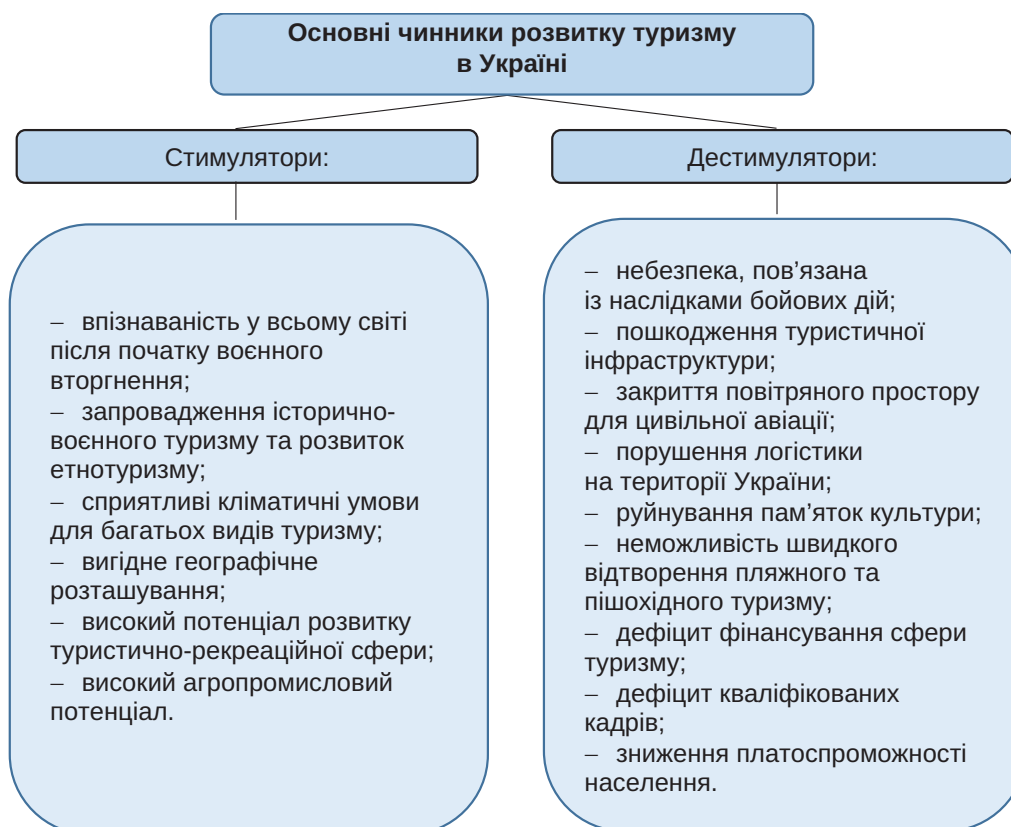 Основні чинники розвитку туризму
в Україні
Стимулятори:
– впізнаваність у всьому світі
після початку воєнного
вторгнення;
– запровадження історично-
воєнного туризму та розвиток
етнотуризму;
– сприятливі кліматичні умови
для багатьох видів туризму;
– вигідне географічне
розташування;
– високий потенціал розвитку
туристично-рекреаційної сфери;
– високий агропромисловий
потенціал.
Дестимулятори:
– небезпека, пов’язана
із наслідками бойових дій;
– пошкодження туристичної
інфраструктури;
– закриття повітряного простору
для цивільної авіації;
– порушення логістики
на території України;
– руйнування пам’яток культури;
– неможливість швидкого
відтворення пляжного та
пішохідного туризму;
– дефіцит фінансування сфери
туризму;
– дефіцит кваліфікованих
кадрів;
– зниження платоспроможності
населення.